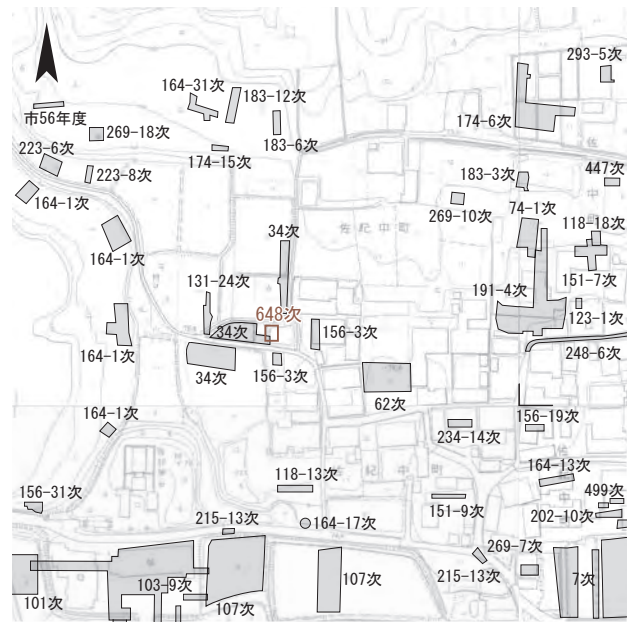 293-5次
164-31次
183-12次
市56年度
174-6次
269-18次
183-6次
223-6次
174-15次
447次
183-3次
223-8次
164-1次
269-10次
74-1次
118-18次
佐紀中町
34次
164-1次
151-7次
131-24次
191-4次
648次
123-1次
34次
156-3次
164-1次
248-6次
34次
156-3次
62次
156-19次
164-1次
234-14次
164-13次
118-13次
紀中町
156-31次
151-9次
499次
202-10次
215-13次
164-17次
269-7次
215-13次
103-9次
7次
101次
107次
107次